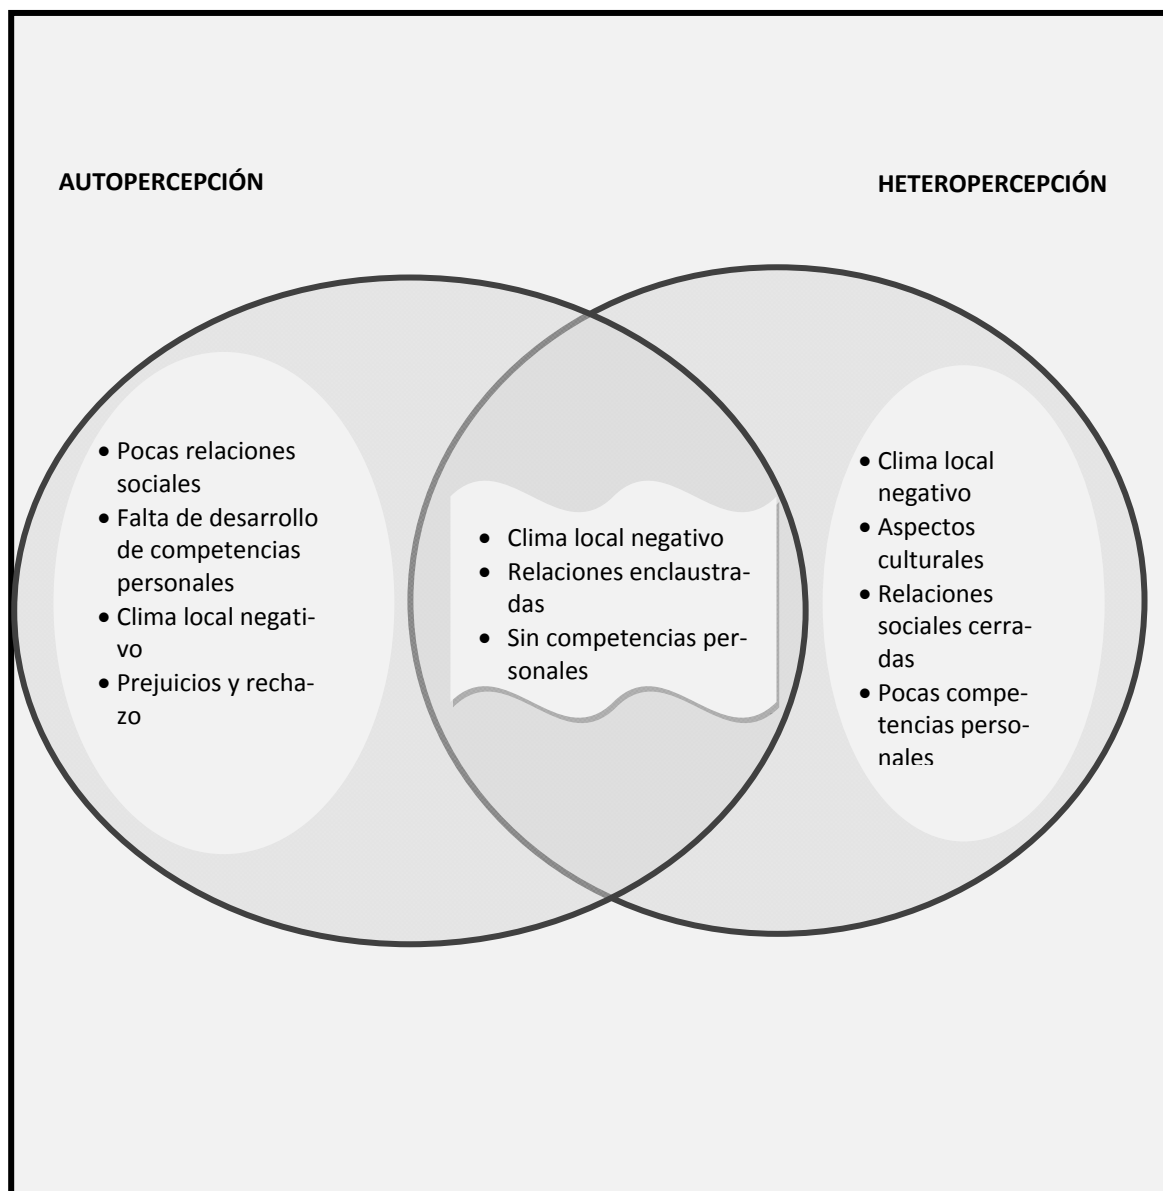 AUTOPERCEPCIÓN
HETEROPERCEPCIÓN
• Pocas relaciones
sociales
• Falta de desarrollo
de competencias
personales
• Clima local negati-
vo
• Prejuicios y recha-
zo
• Clima local negativo
• Relaciones enclaustra-
das
• Sin competencias per-
sonales
• Clima local
negativo
• Aspectos
culturales
• Relaciones
sociales cerra-
das
• Pocas compe-
tencias perso-
nales